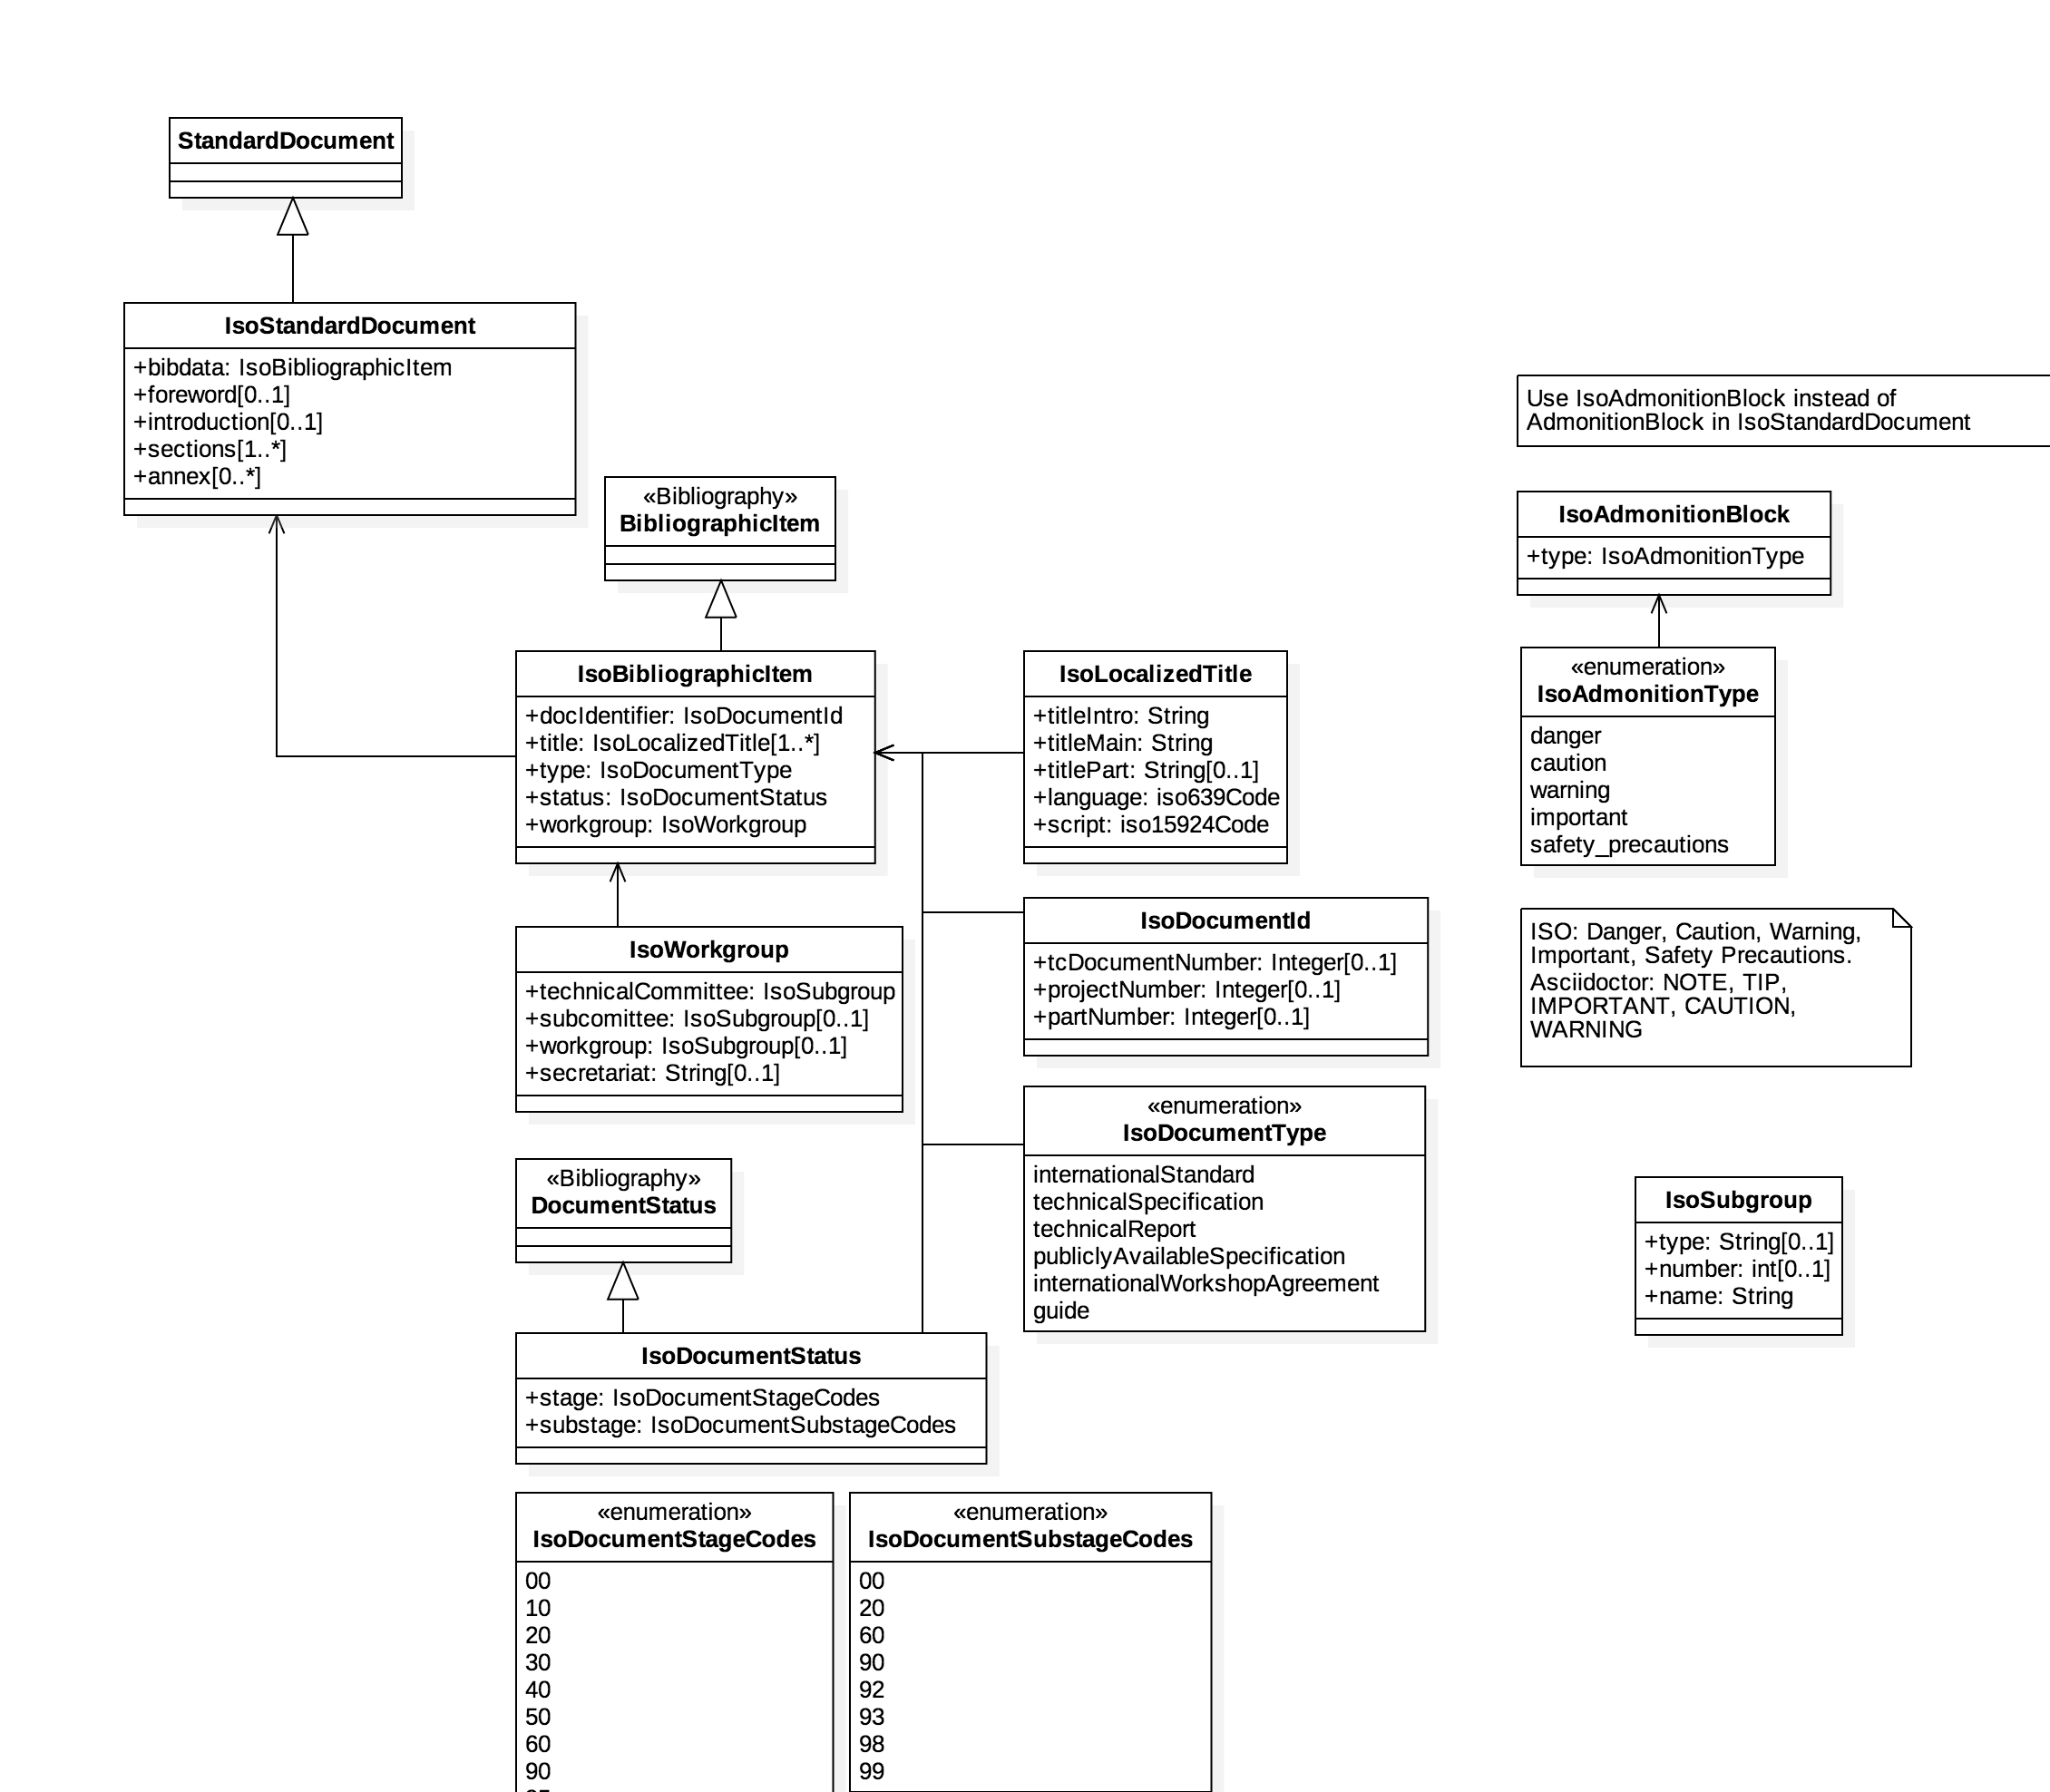 StandardDocument
IsoStandardDocument
+bibdata: IsoBibliographicItem
+foreword[0..1]
+introduction[0..1]
+sections[1..*]
+annex[0..*]
«Bibliography»
BibliographicItem
IsoBibliographicItem
+docIdentifier: IsoDocumentId
+title: IsoLocalizedTitle[1..*]
+type: IsoDocumentType
+status: IsoDocumentStatus
+workgroup: IsoWorkgroup
IsoLocalizedTitle
+titleIntro: String
+titleMain: String
+titlePart: String[0..1]
+language: iso639Code
+script: iso15924Code
IsoWorkgroup
+technicalCommittee: IsoSubgroup
+subcomittee: IsoSubgroup[0..1]
+workgroup: IsoSubgroup[0..1]
+secretariat: String[0..1]
IsoDocumentId
+tcDocumentNumber: Integer[0..1]
+projectNumber: Integer[0..1]
+partNumber: Integer[0..1]
«enumeration»
IsoDocumentType
internationalStandard
technicalSpecification
technicalReport
publiclyAvailableSpecification
internationalWorkshopAgreement
guide
«Bibliography»
DocumentStatus
IsoDocumentStatus
+stage: IsoDocumentStageCodes
+substage: IsoDocumentSubstageCodes
«enumeration»
IsoDocumentStageCodes
00
10
20
30
40
50
60
90
«enumeration»
IsoDocumentSubstageCodes
00
20
60
90
92
93
98
99
Use IsoAdmonitionBlock instead of
AdmonitionBlock in IsoStandardDocument
IsoAdmonitionBlock
+type: IsoAdmonitionType
«enumeration»
IsoAdmonitionType
danger
caution
warning
important
safety_precautions
ISO: Danger, Caution, Warning,
Important, Safety Precautions.
Asciidoctor: NOTE, TIP,
IMPORTANT, CAUTION,
WARNING
IsoSubgroup
+type: String[0..1]
+number: int[0..1]
+name: String